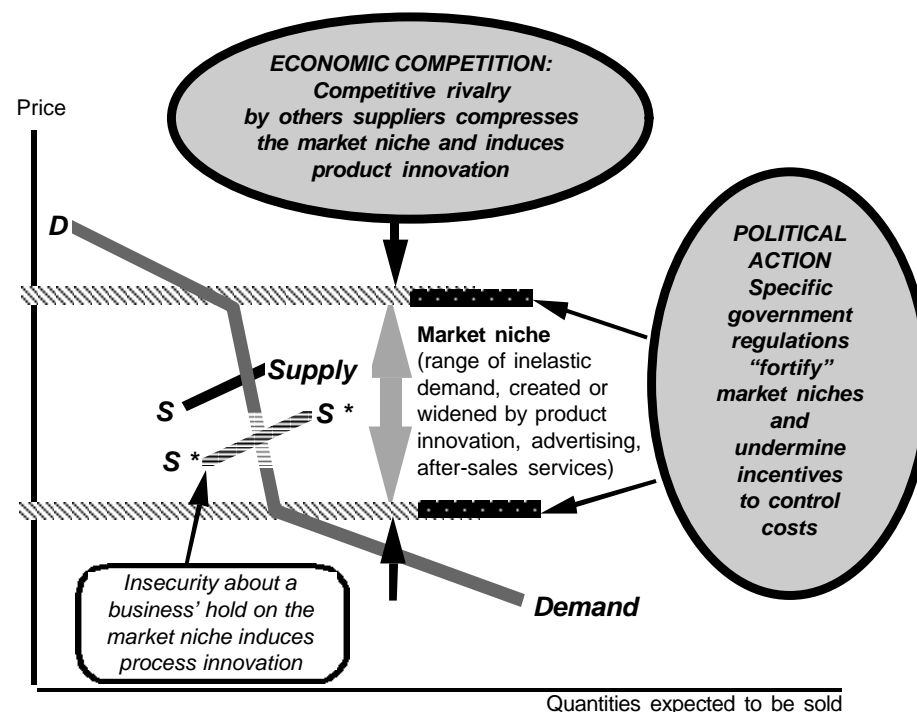 ECONOMIC COMPETITION:
Competitive rivalry
by others suppliers compresses
the market niche and induces
product innovation
Price
D
POLITICAL
ACTION
Specific
government
regulations
“fortify”
market niches
and
undermine
incentives
to control
costs
Market niche
(range of inelastic
demand, created or
widened by product
innovation, advertising,
after-sales services)
Supply
S
S *
S *
Insecurity about a
business’ hold on the
market niche induces
process innovation
Demand
Quantities expected to be sold